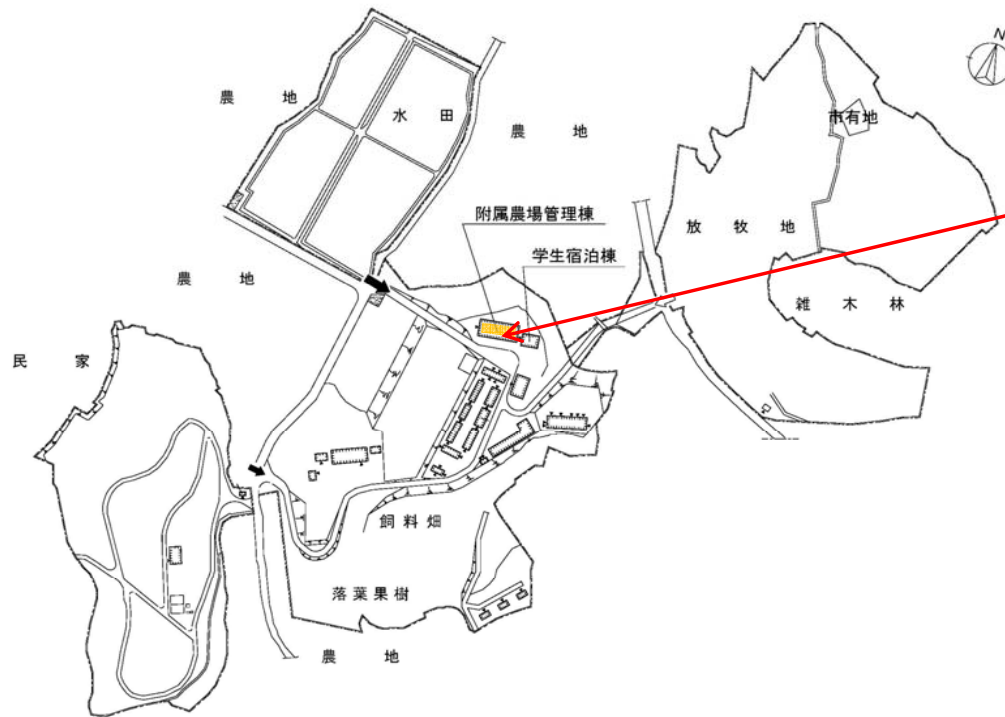 N
農 地
水 田
市有地
農 地
附属農場管理棟
放 牧 地
学生宿泊棟
農 地
雑 木 林
民 家
飼 料 畑
落 葉 果 樹
農 地